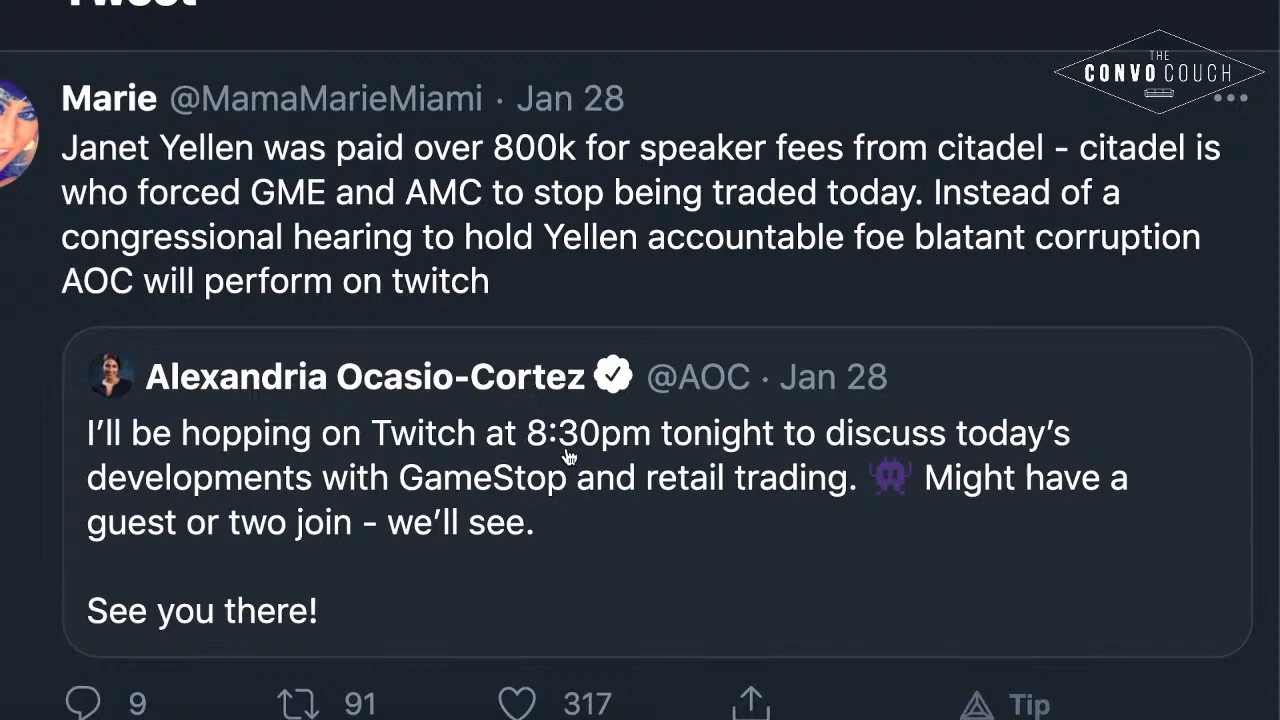 Tweet
THE
CONVO COUCH
Marie @MamaMarieMiami · Jan 28
Janet Yellen was paid over 800k for speaker fees from citadel - citadel is
who forced GME and AMC to stop being traded today. Instead of a
congressional hearing to hold Yellen accountable foe blatant corruption
AOC will perform on twitch
Alexandria Ocasio-Cortez @AOC · Jan 28
I’ll be hopping on Twitch at 8:30pm tonight to discuss today’s
developments with GameStop and retail trading. 👾 Might have a
guest or two join - we’ll see.
See you there!
9 91 317 Tip